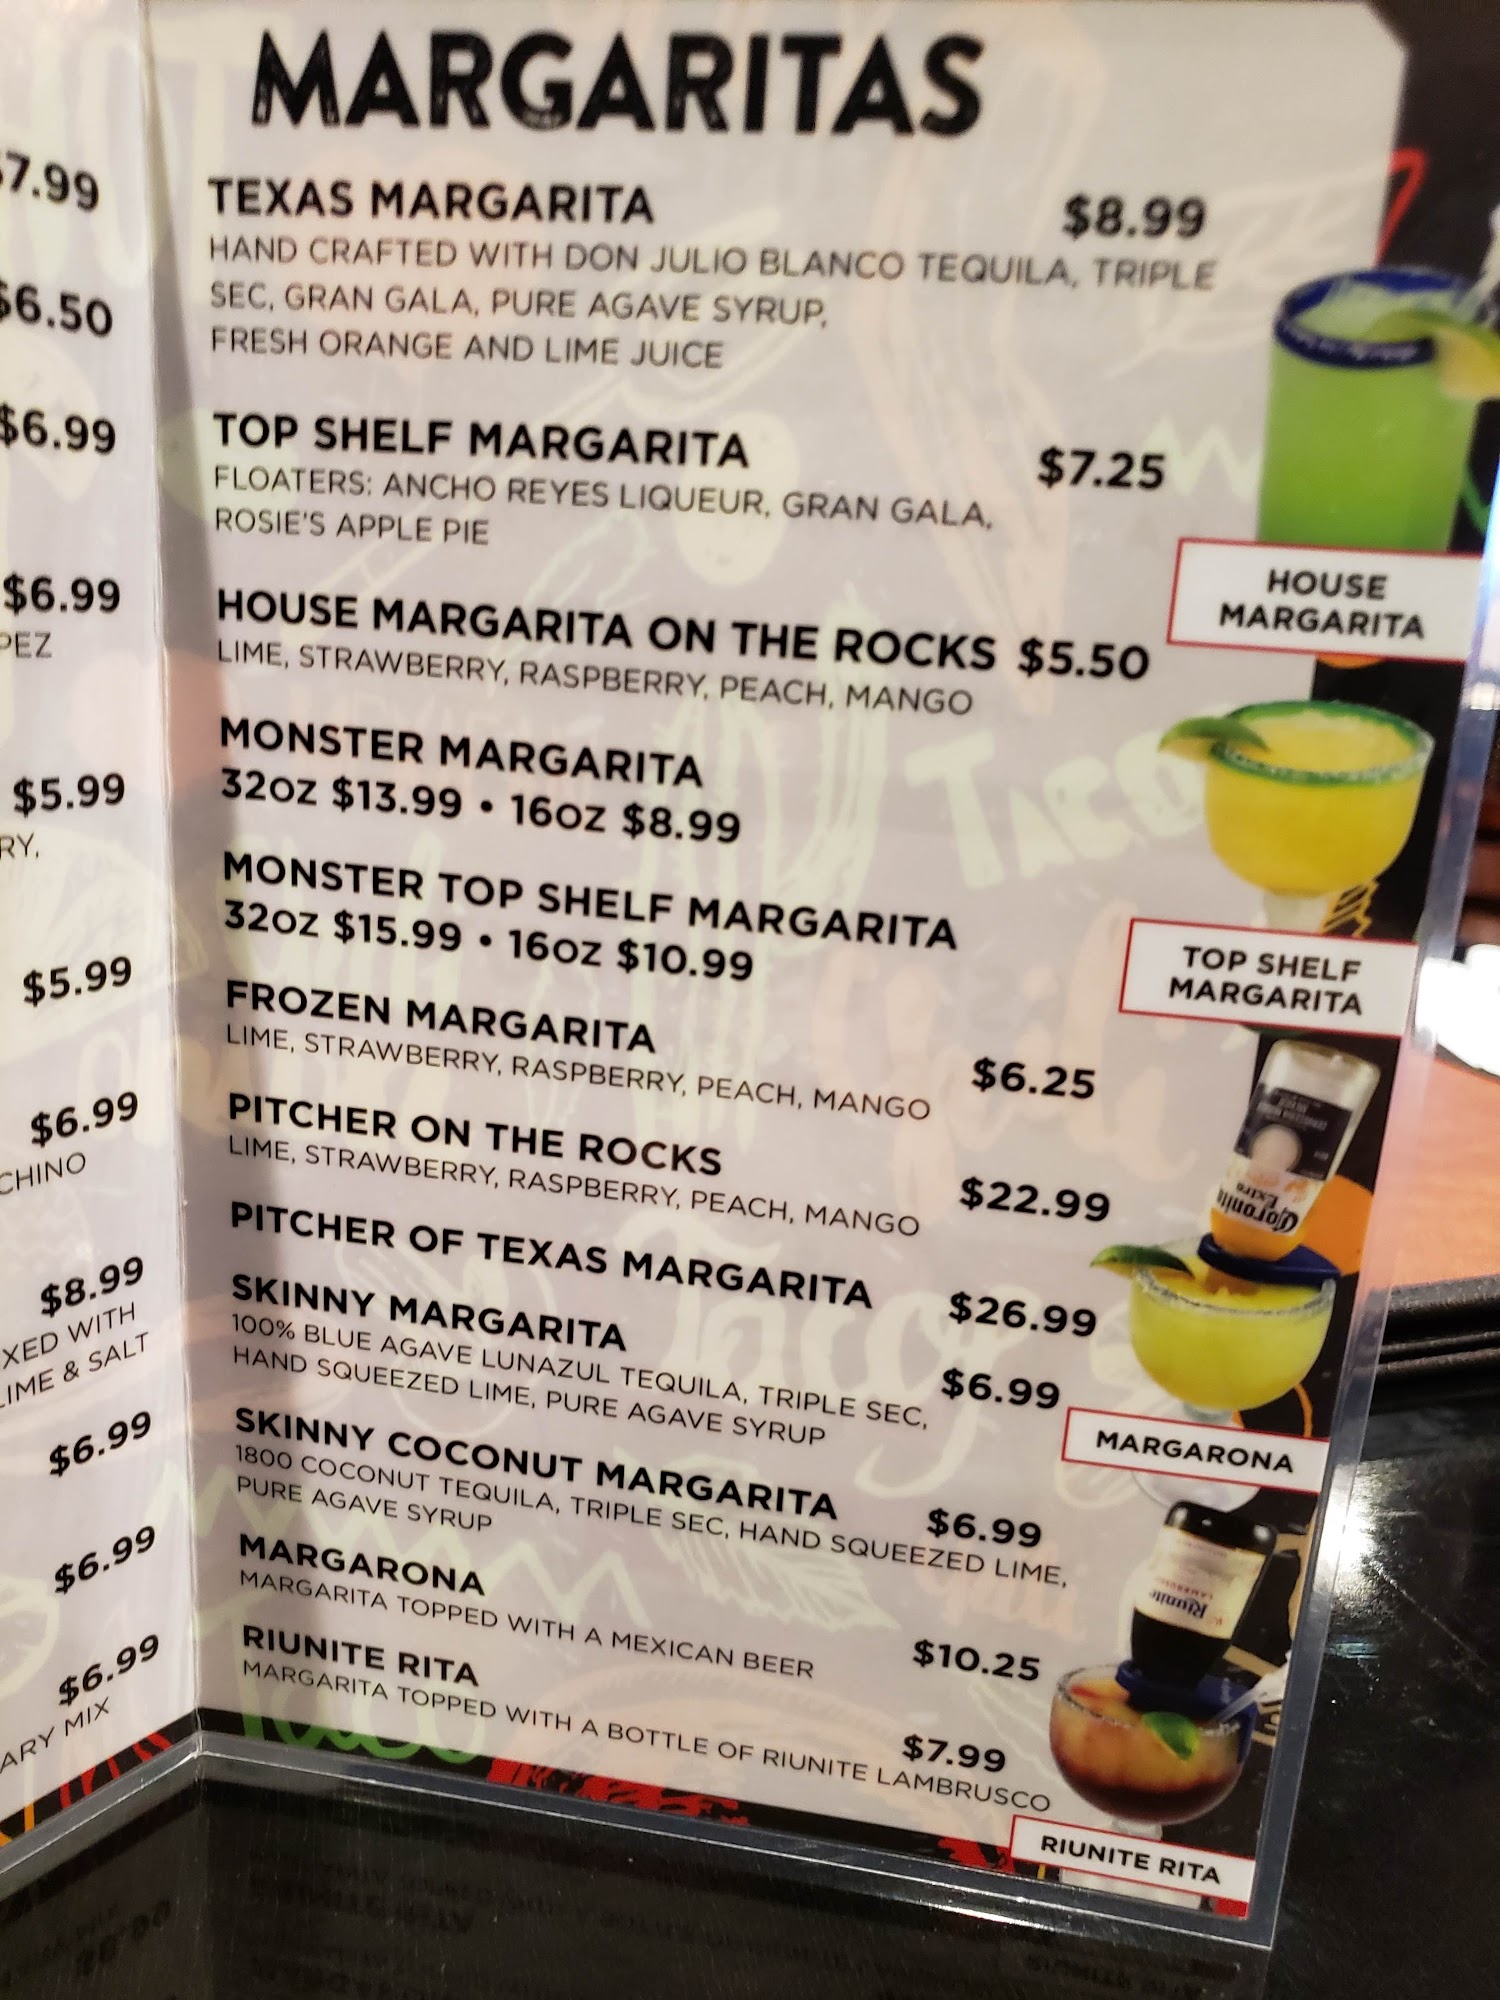 $7.99
$6.50
$6.99
$6.99
PEZ
$5.99
RY,
$5.99
$6.99
CHINO
$8.99
XED WITH
LIME & SALT
$6.99
$6.99
$6.99
ARY MIX
MARGARITAS
TEXAS MARGARITA $8.99
HAND CRAFTED WITH DON JULIO BLANCO TEQUILA, TRIPLE
SEC, GRAN GALA, PURE AGAVE SYRUP,
FRESH ORANGE AND LIME JUICE
TOP SHELF MARGARITA $7.25
FLOATERS: ANCHO REYES LIQUEUR, GRAN GALA,
ROSIE'S APPLE PIE
HOUSE MARGARITA ON THE ROCKS $5.50
LIME, STRAWBERRY, RASPBERRY, PEACH, MANGO
MONSTER MARGARITA
32OZ $13.99 • 16OZ $8.99
MONSTER TOP SHELF MARGARITA
32OZ $15.99 • 16OZ $10.99
FROZEN MARGARITA $6.25
LIME, STRAWBERRY, RASPBERRY, PEACH, MANGO
PITCHER ON THE ROCKS $22.99
LIME, STRAWBERRY, RASPBERRY, PEACH, MANGO
PITCHER OF TEXAS MARGARITA $26.99
SKINNY MARGARITA $6.99
100% BLUE AGAVE LUNAZUL TEQUILA, TRIPLE SEC,
HAND SQUEEZED LIME, PURE AGAVE SYRUP
SKINNY COCONUT MARGARITA $6.99
1800 COCONUT TEQUILA, TRIPLE SEC, HAND SQUEEZED LIME,
PURE AGAVE SYRUP
MARGARONA $10.25
MARGARITA TOPPED WITH A MEXICAN BEER
RIUNITE RITA $7.99
MARGARITA TOPPED WITH A BOTTLE OF RIUNITE LAMBRUSCO
HOUSE
MARGARITA
TOP SHELF
MARGARITA
Coronita
Extra
MARGARONA
Riunite
LAMBRUSCO
RIUNITE RITA
TACO
Tacos